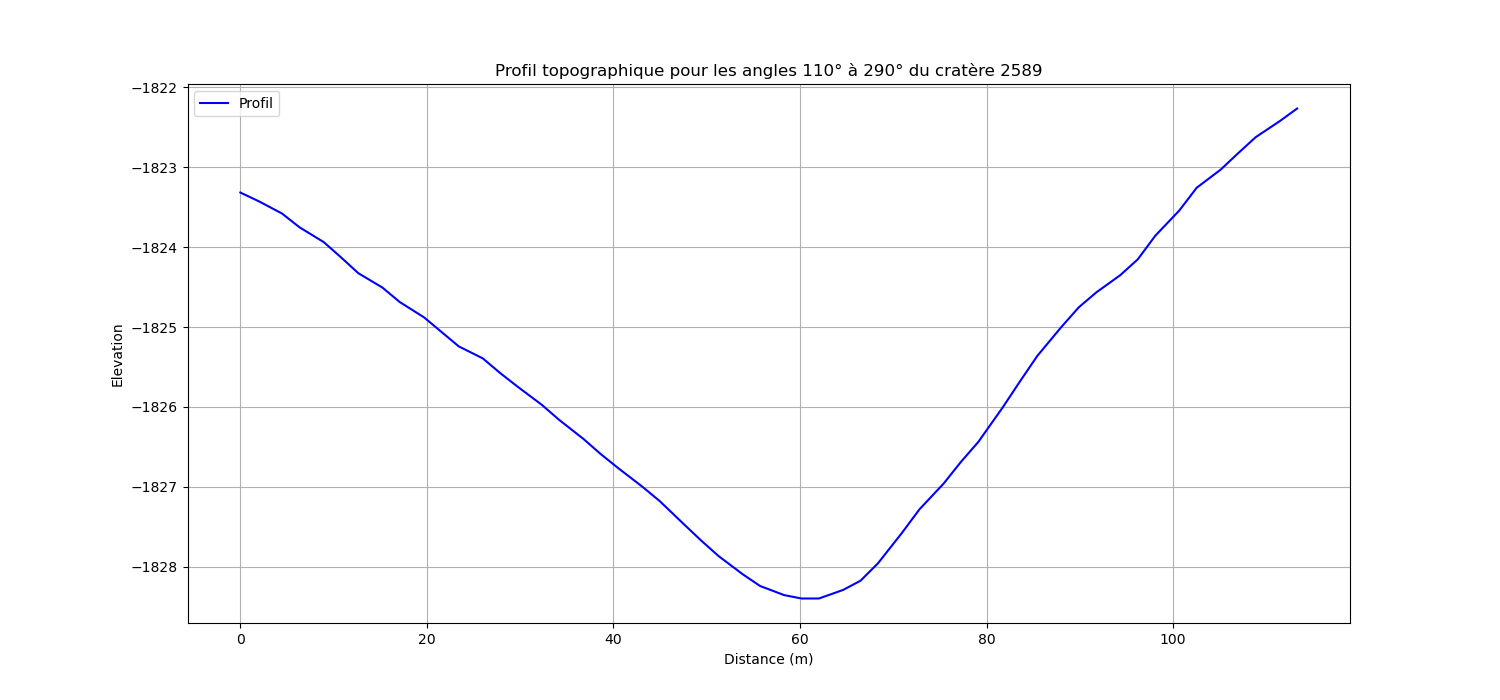 Profil topographique pour les angles 110° à 290° du cratère 2589
Profil
−1822
−1823
−1824
−1825
−1826
−1827
−1828
Elevation
0 20 40 60 80 100
Distance (m)